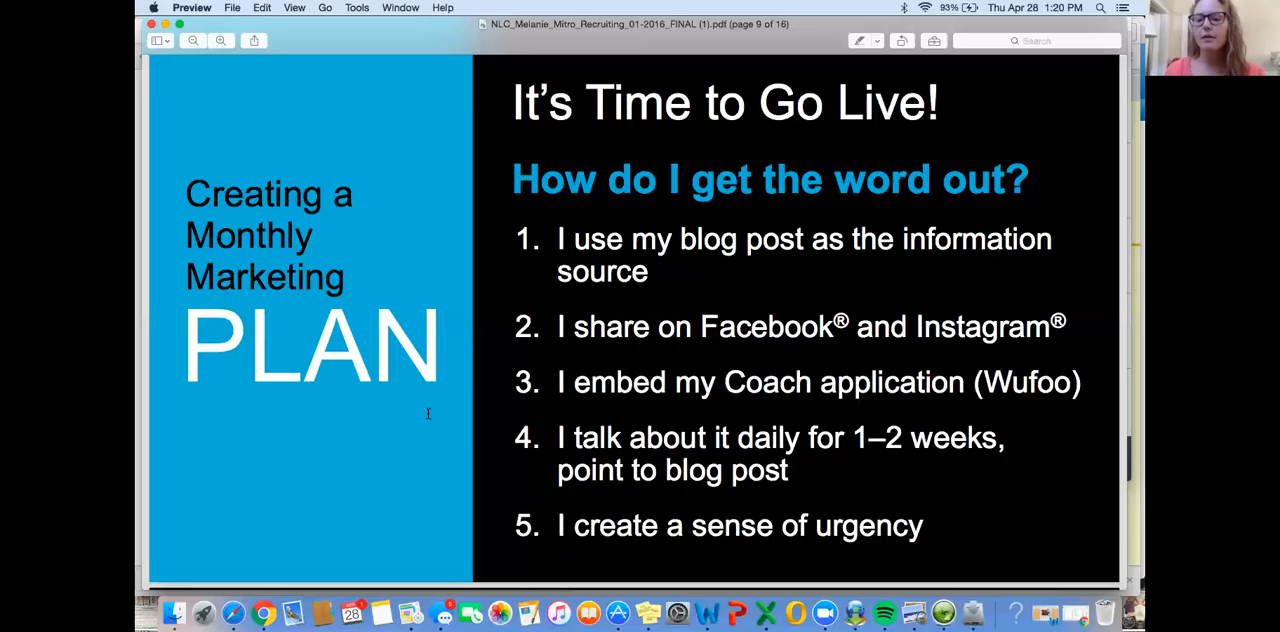 Preview File Edit View Go Tools Window Help 93% Thu Apr 28 1:20 PM
NLC_Melanie_Mitro_Recruiting_01-2016_FINAL (1).pdf (page 9 of 16)
Search
Creating a
Monthly
Marketing
PLAN
It's Time to Go Live!
How do I get the word out?
1. I use my blog post as the information
source
2. I share on Facebook® and Instagram®
3. I embed my Coach application (Wufoo)
4. I talk about it daily for 1–2 weeks,
point to blog post
5. I create a sense of urgency
28